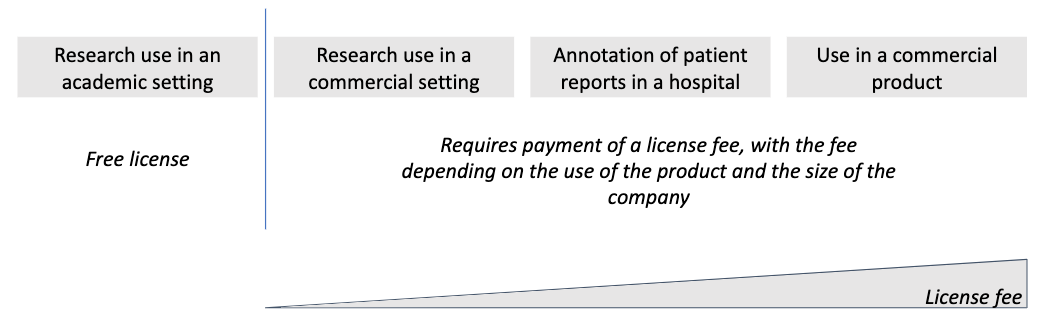 Research use in an
academic setting
Research use in a
commercial setting
Annotation of patient
reports in a hospital
Use in a commercial
product
Free license
Requires payment of a license fee, with the fee
depending on the use of the product and the size of the
company
License fee